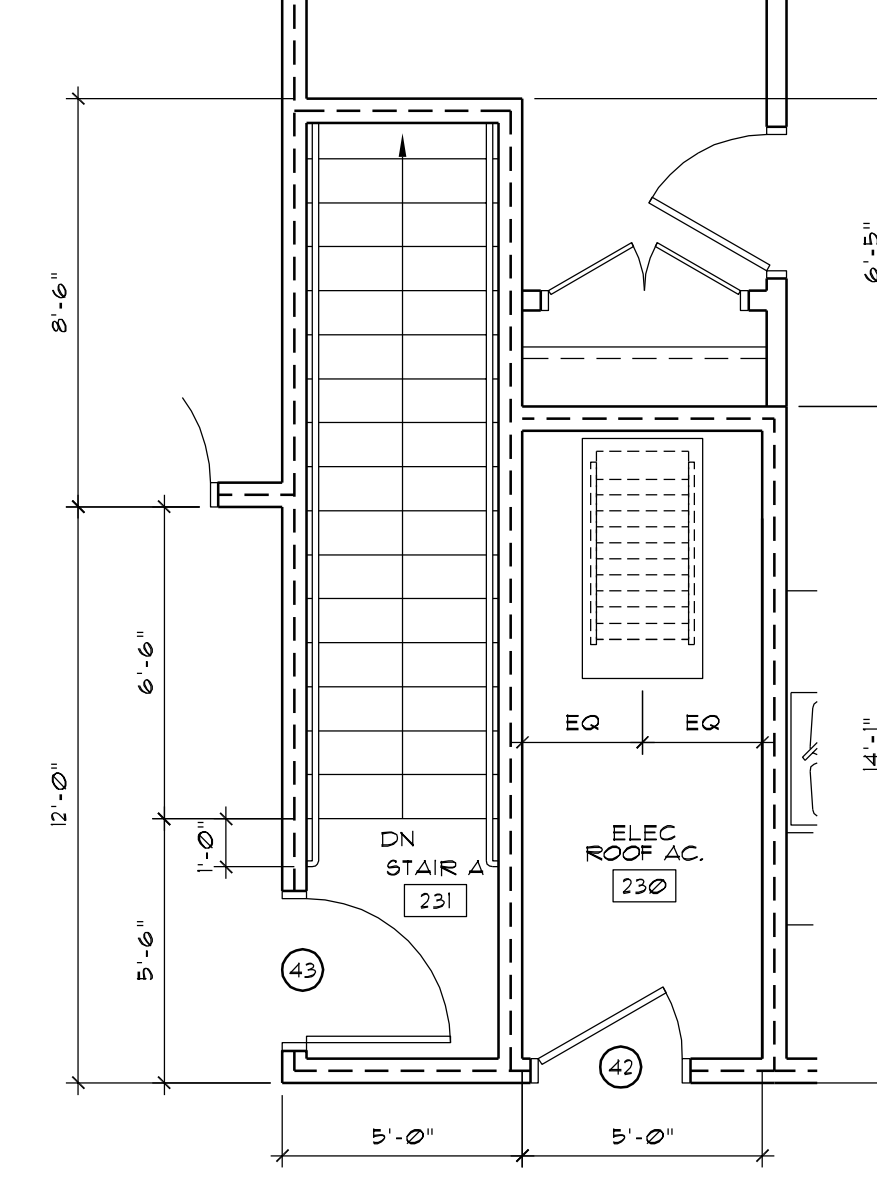 6'-5"
8'-6"
6'-6"
EQ
EQ
14'-1"
12'-0"
1'-0"
DN
STAIR A
231
ELEC
ROOF AC.
230
5'-6"
43
42
5'-0"
5'-0"